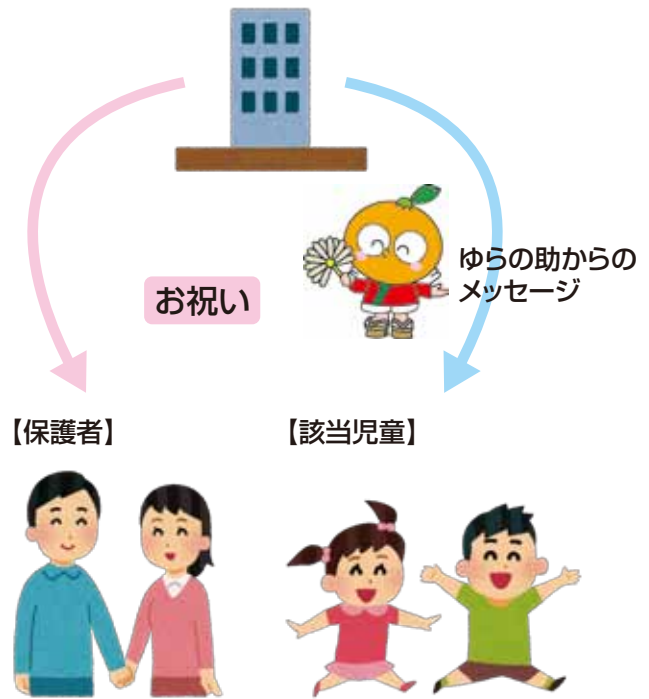 ゆらの助からの
メッセージ
お祝い
【保護者】
【該当児童】